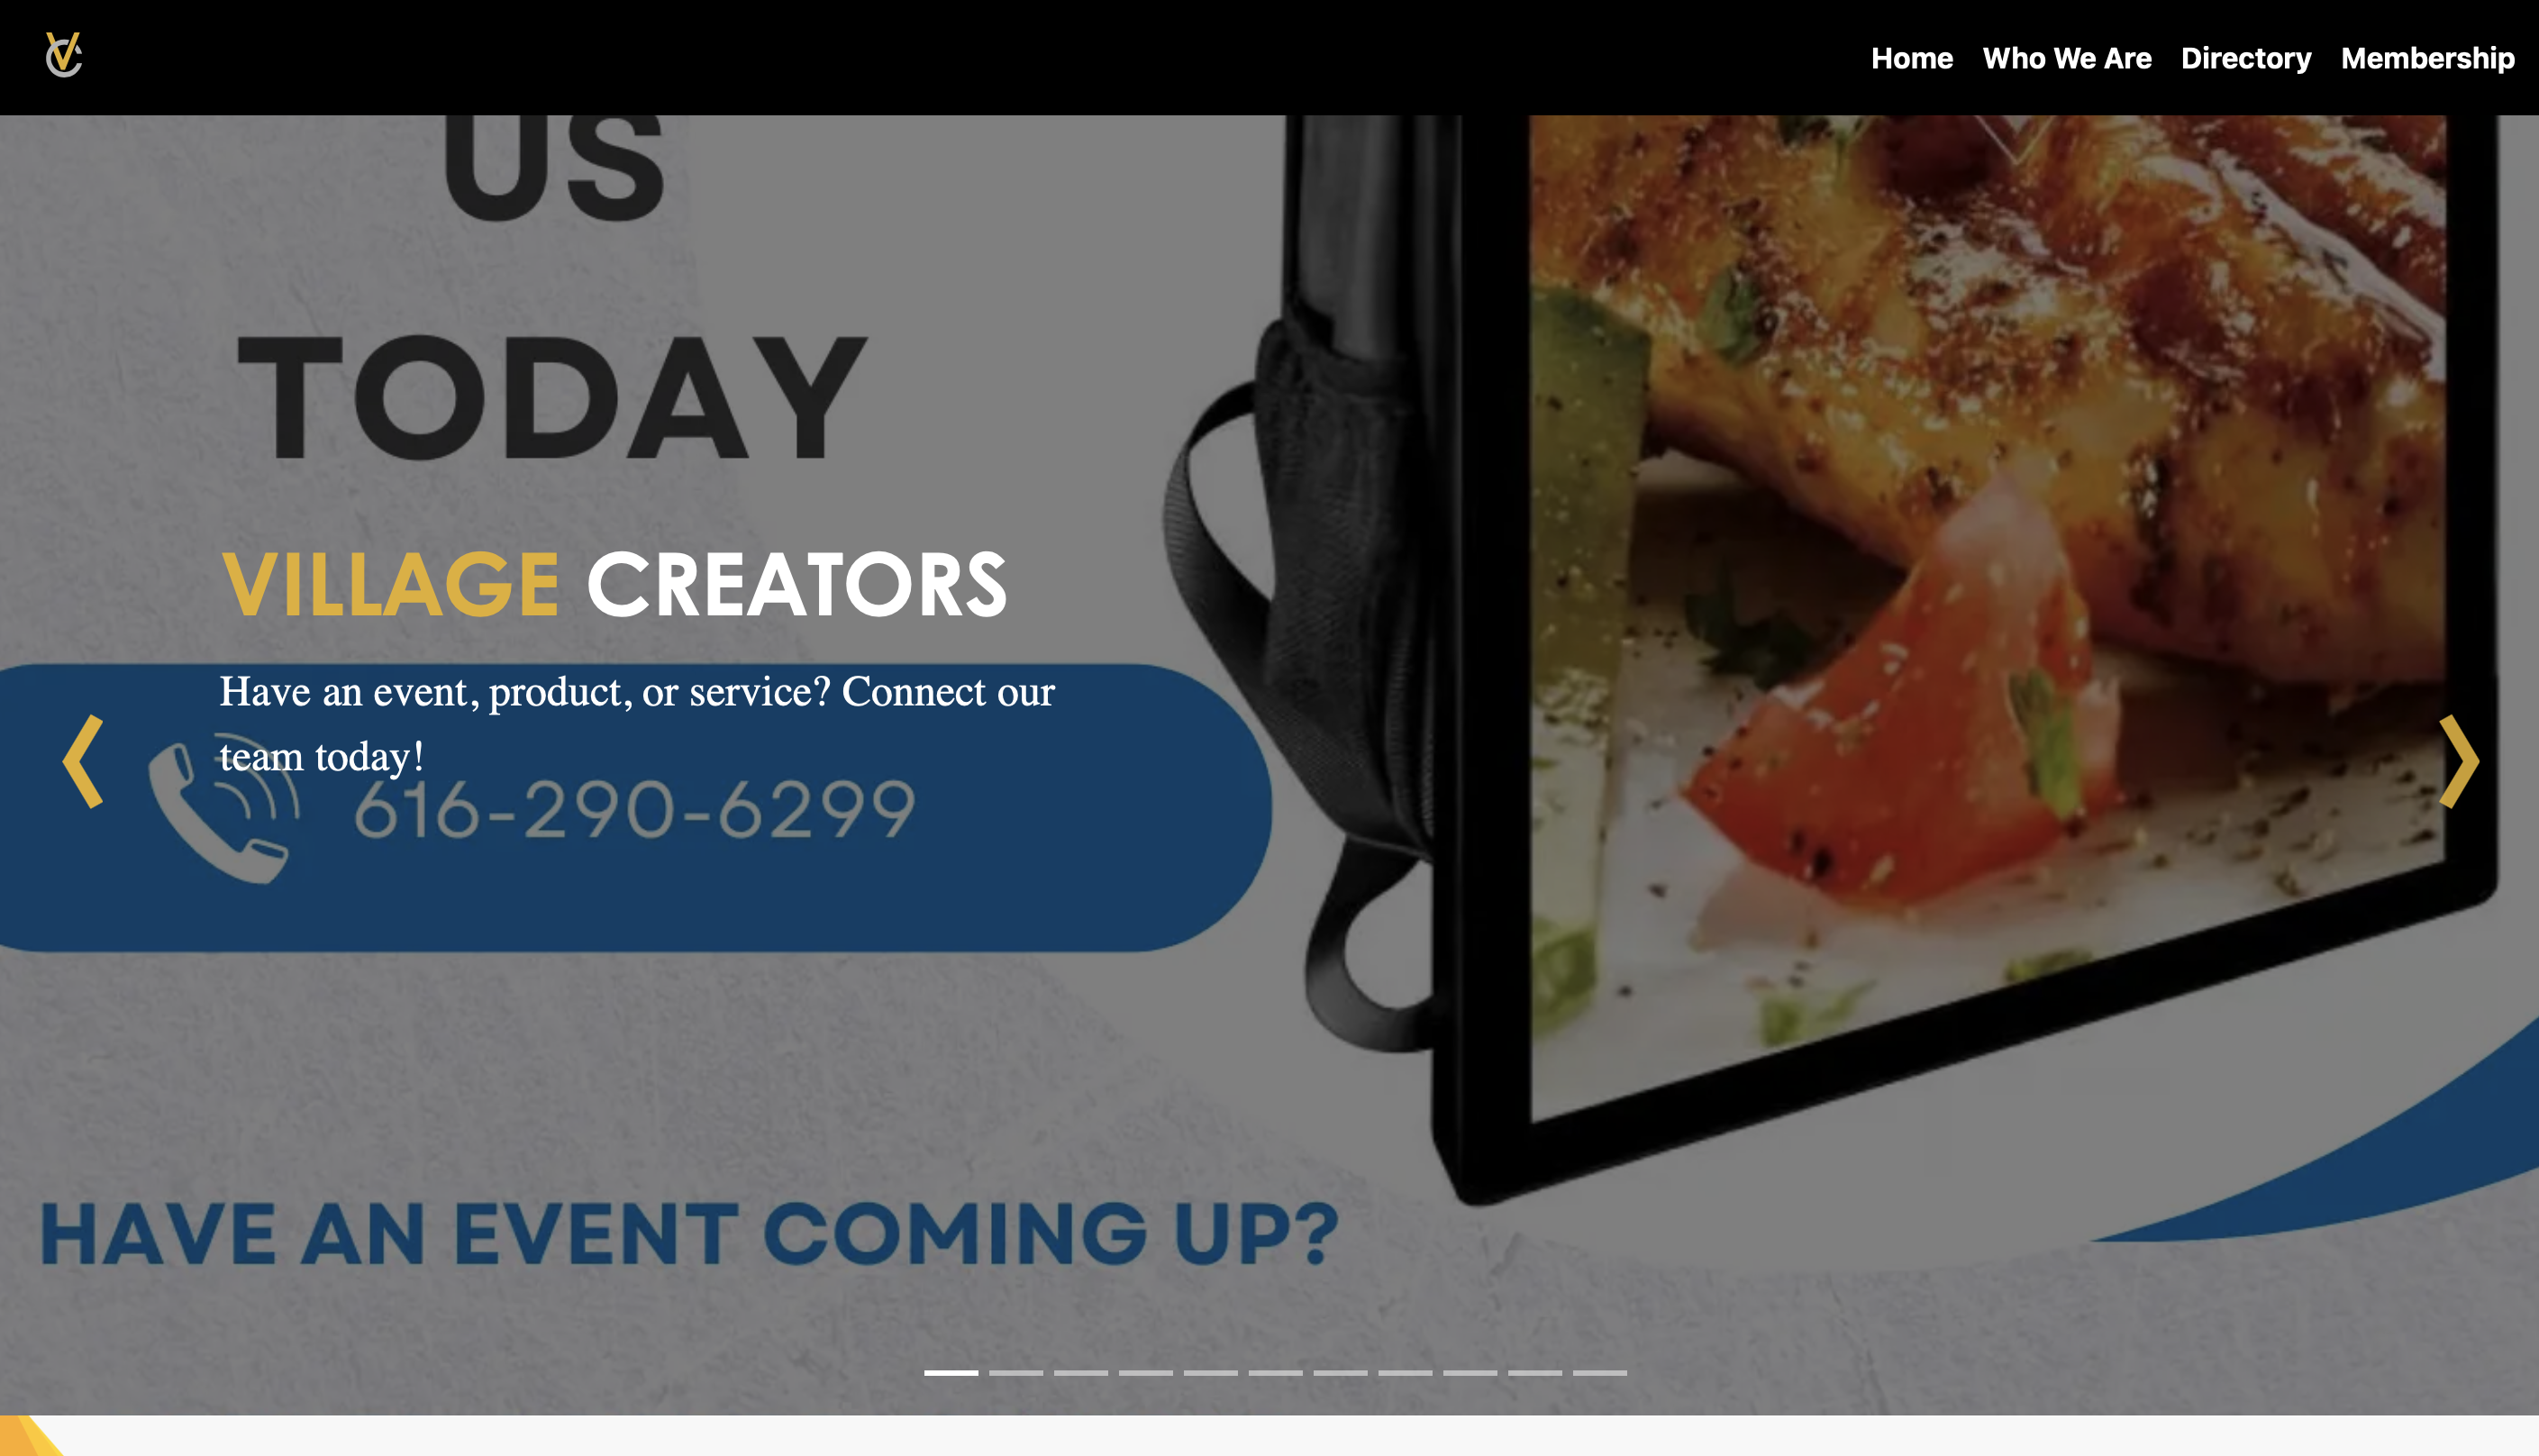 Home Who We Are Directory Membership
US
TODAY
VILLAGE CREATORS
Have an event, product, or service? Connect our
team today!
616-290-6299
HAVE AN EVENT COMING UP?